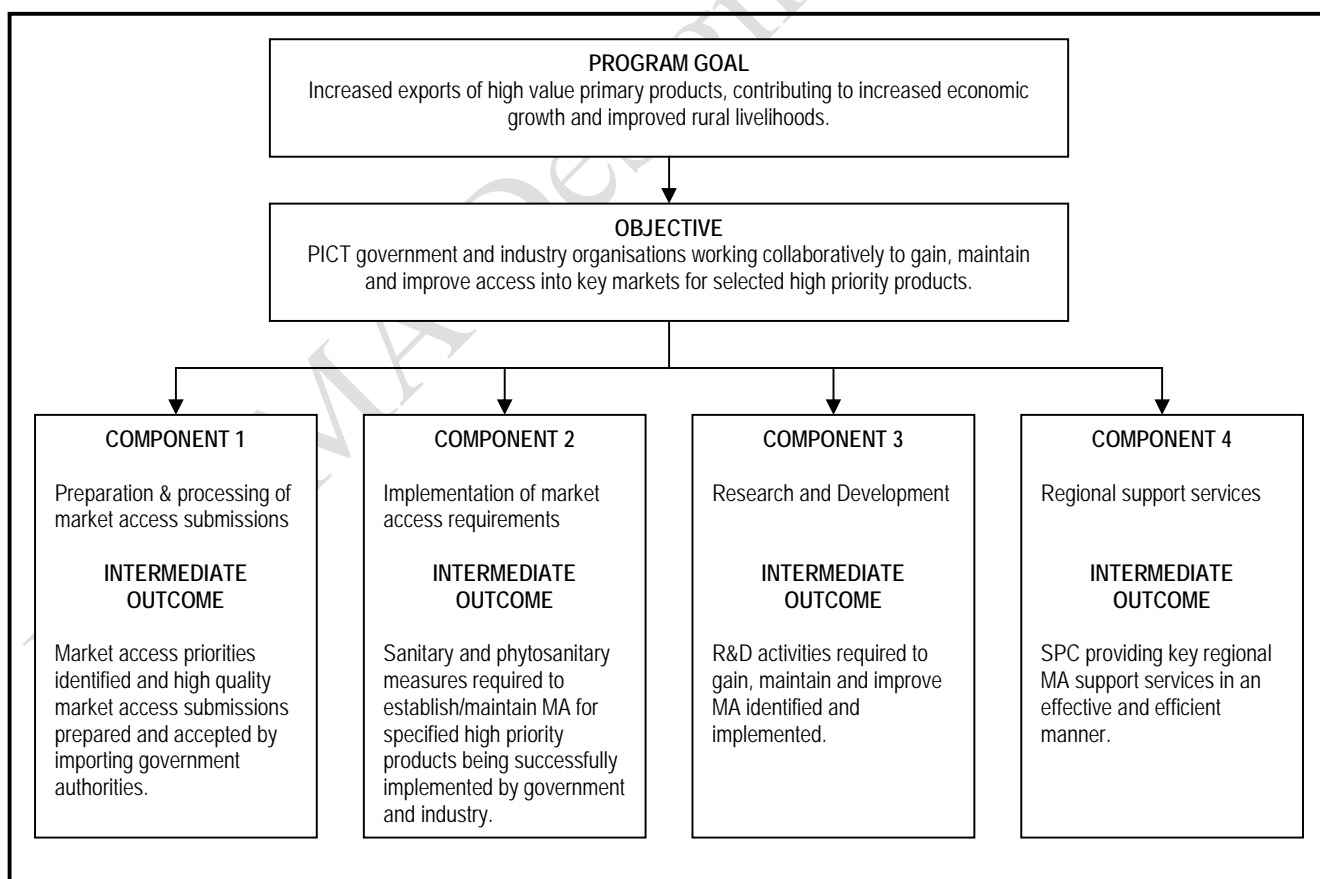 PROGRAM GOAL
Increased exports of high value primary products, contributing to increased economic
growth and improved rural livelihoods.
OBJECTIVE
PICT government and industry organisations working collaboratively to gain, maintain
and improve access into key markets for selected high priority products.
COMPONENT 1
Preparation & processing of
market access submissions
INTERMEDIATE
OUTCOME
Market access priorities
identified and high quality
market access submissions
prepared and accepted by
importing government
authorities.
COMPONENT 2
Implementation of market
access requirements
INTERMEDIATE
OUTCOME
Sanitary and phytosanitary
measures required to
establish/maintain MA for
specified high priority
products being successfully
implemented by government
and industry.
COMPONENT 3
Research and Development
INTERMEDIATE
OUTCOME
R&D activities required to
gain, maintain and improve
MA identified and
implemented.
COMPONENT 4
Regional support services
INTERMEDIATE
OUTCOME
SPC providing key regional
MA support services in an
effective and efficient
manner.
MA